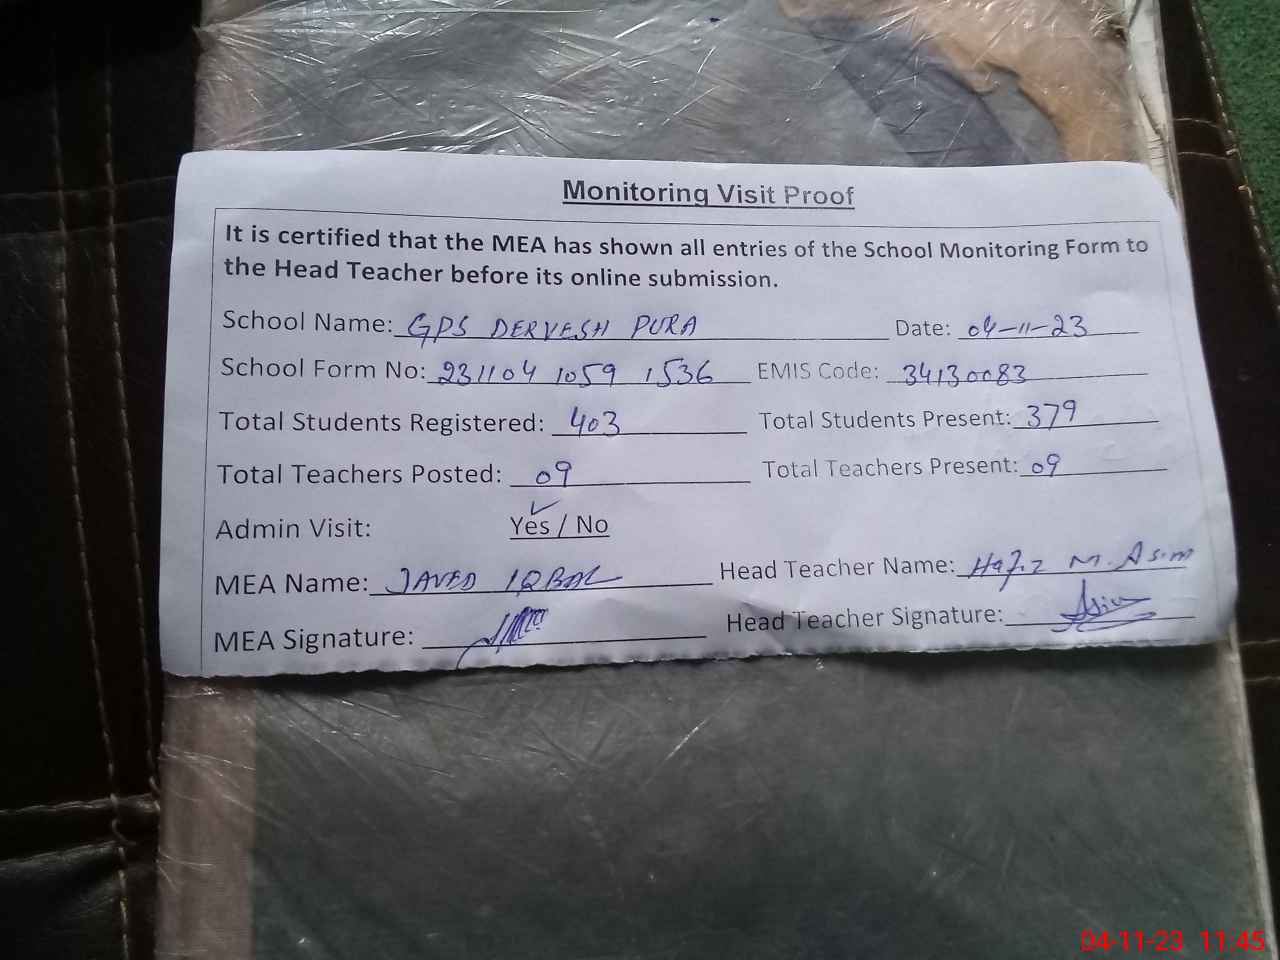 Monitoring Visit Proof
It is certified that the MEA has shown all entries of the School Monitoring Form to
the Head Teacher before its online submission.
School Name: GPS DERVESH PURA Date: 04-11-23
School Form No: 231104 1059 1536 EMIS Code: 34130083
Total Students Registered: 403 Total Students Present: 379
Total Teachers Posted: 09 Total Teachers Present: 09
Admin Visit: Yes / No
MEA Name: JAVED IQBAL Head Teacher Name: Hafiz M. Asim
MEA Signature: Head Teacher Signature: Asim
04-11-23 11:45